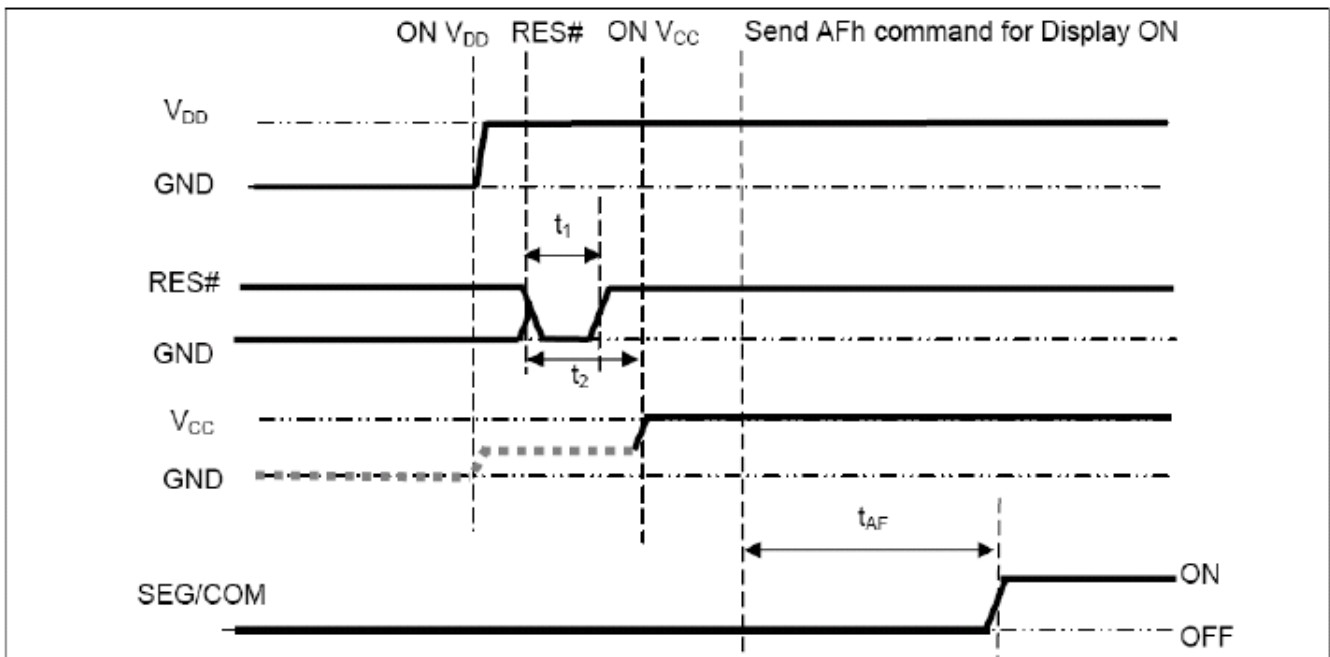 ON VDD RES# ON VCC Send AFh command for Display ON
VDD
GND
t1
RES#
GND
t2
VCC
GND
tAF
SEG/COM
ON
OFF